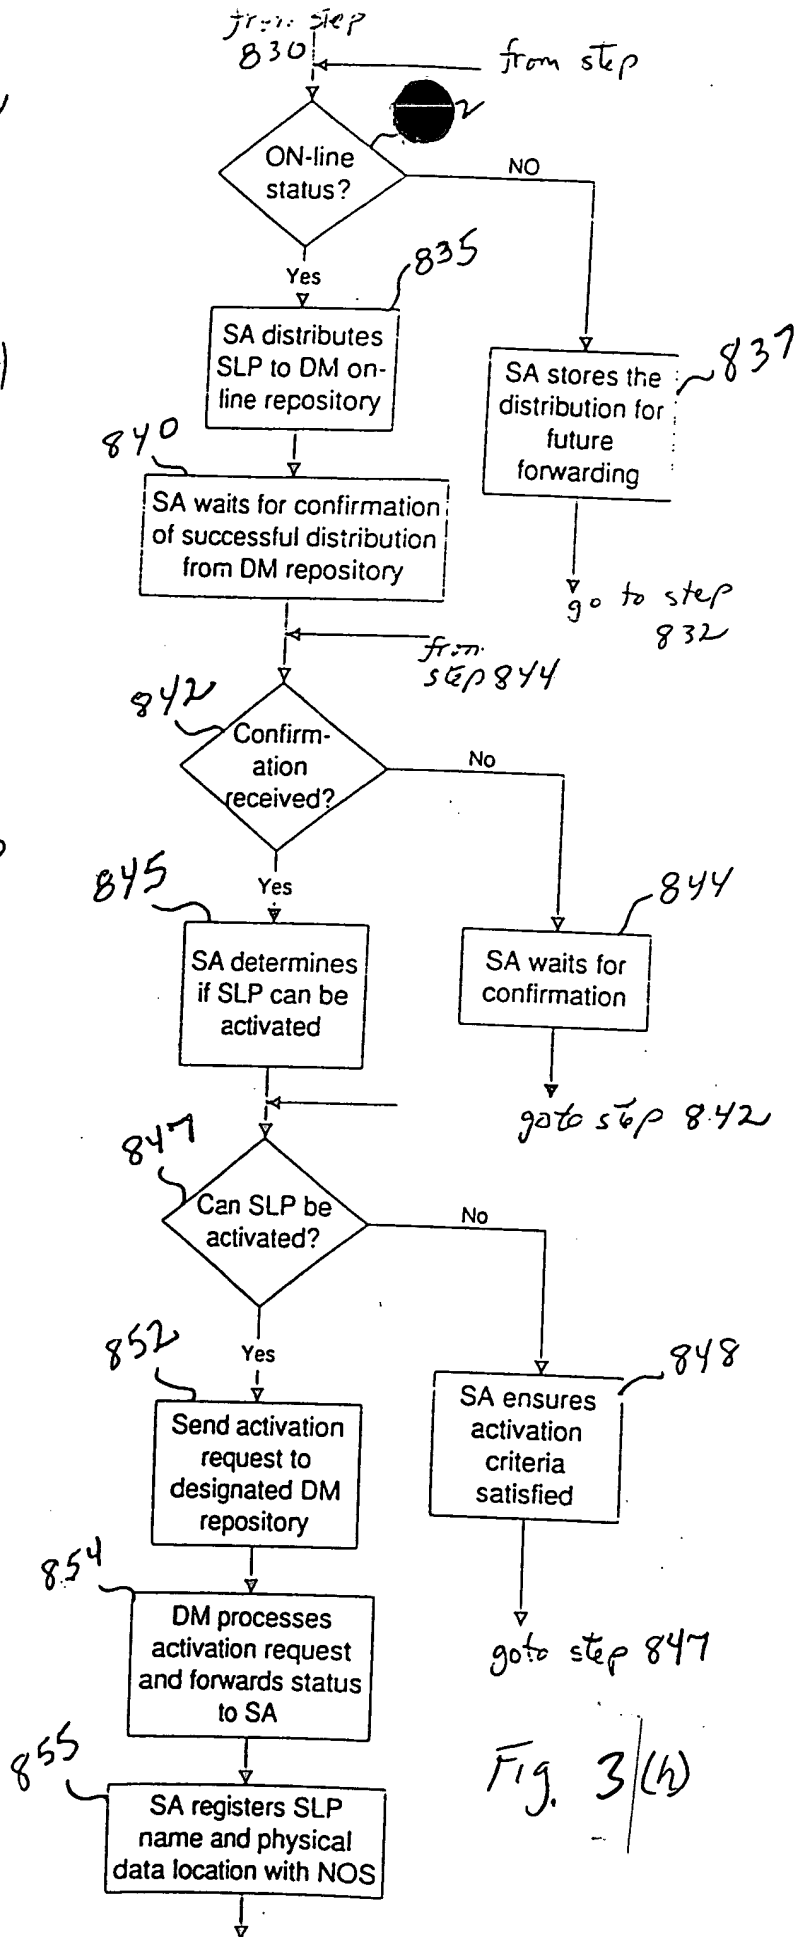 from step
830
from step
2
ON-line
status?
NO
Yes
835
SA distributes
SLP to DM on-
line repository
837
SA stores the
distribution for
future
forwarding
840
SA waits for confirmation
of successful distribution
from DM repository
go to step
832
from
step 844
842
Confirm-
ation
received?
No
Yes
845
SA determines
if SLP can be
activated
844
SA waits for
confirmation
goto step 842
847
Can SLP be
activated?
No
Yes
852
Send activation
request to
designated DM
repository
848
SA ensures
activation
criteria
satisfied
854
DM processes
activation request
and forwards status
to SA
goto step 847
855
SA registers SLP
name and physical
data location with NOS
Fig. 3(h)